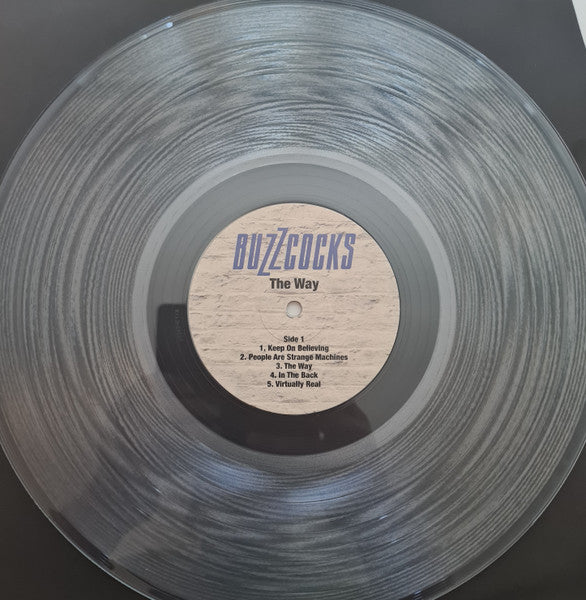 BUZZCOCKS
The Way
Side 1
1. Keep On Believing
2. People Are Strange Machines
3. The Way
4. In The Back
5. Virtually Real